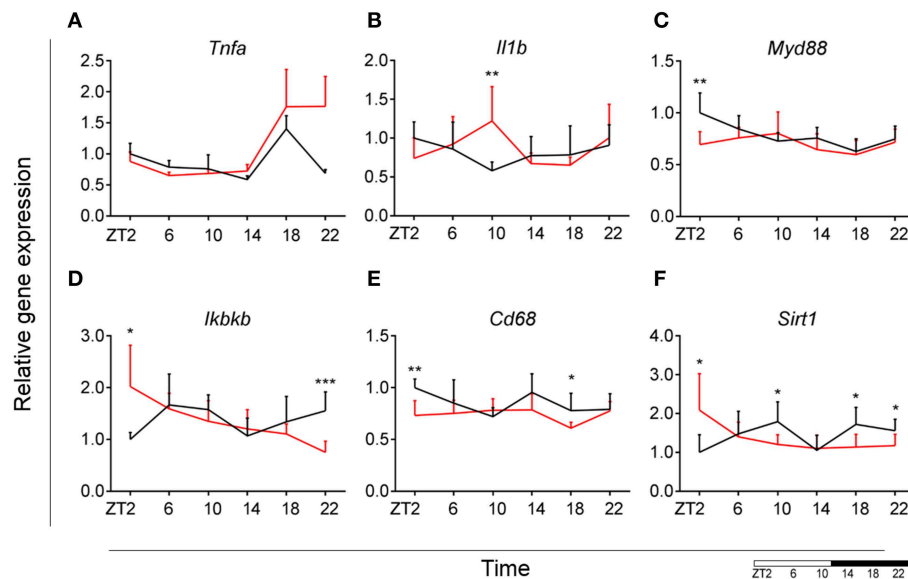 A
B
C
Tnfa
Il1b
Myd88
2.5
2.0
1.5
1.0
0.5
0.0
ZT2 6 10 14 18 22
2.0
1.5
1.0
0.5
0.0
**
ZT2 6 10 14 18 22
1.5
1.0
0.5
0.0
**
ZT2 6 10 14 18 22
Relative gene expression
D
E
F
Ikbkb
Cd68
Sirt1
3.0
2.0
1.0
0.0
*
***
ZT2 6 10 14 18 22
1.5
1.0
0.5
0.0
**
*
ZT2 6 10 14 18 22
4.0
3.0
2.0
1.0
0.0
*
*
*
*
ZT2 6 10 14 18 22
Time
ZT2 6 10 14 18 22